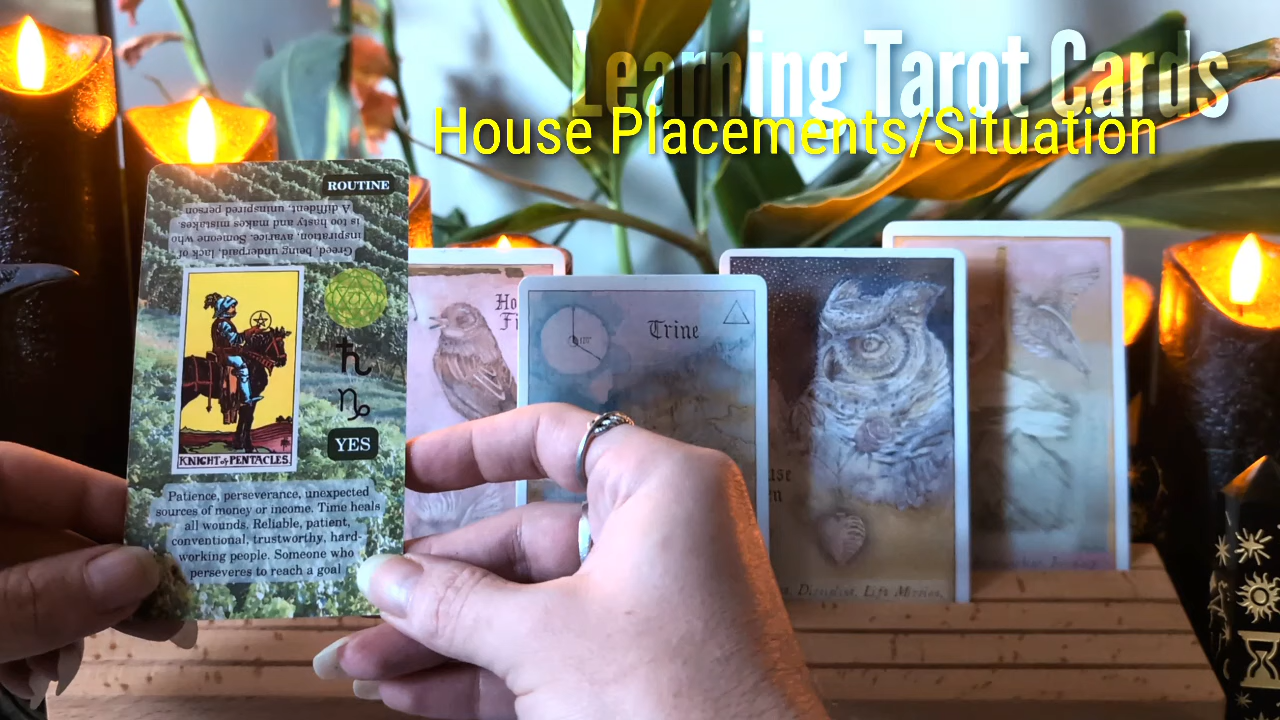 Learning Tarot Cards
House Placements/Situation
ROUTINE
Greed, being underpaid, lack of
inspiration, avarice. Someone who
is too hasty and makes mistakes.
A diffident, uninspired person
YES
KNIGHT of PENTACLES.
Patience, perseverance, unexpected
sources of money or income. Time heals
all wounds. Reliable, patient,
conventional, trustworthy, hard-
working people. Someone who
perseveres to reach a goal
Trine
Life Mission,